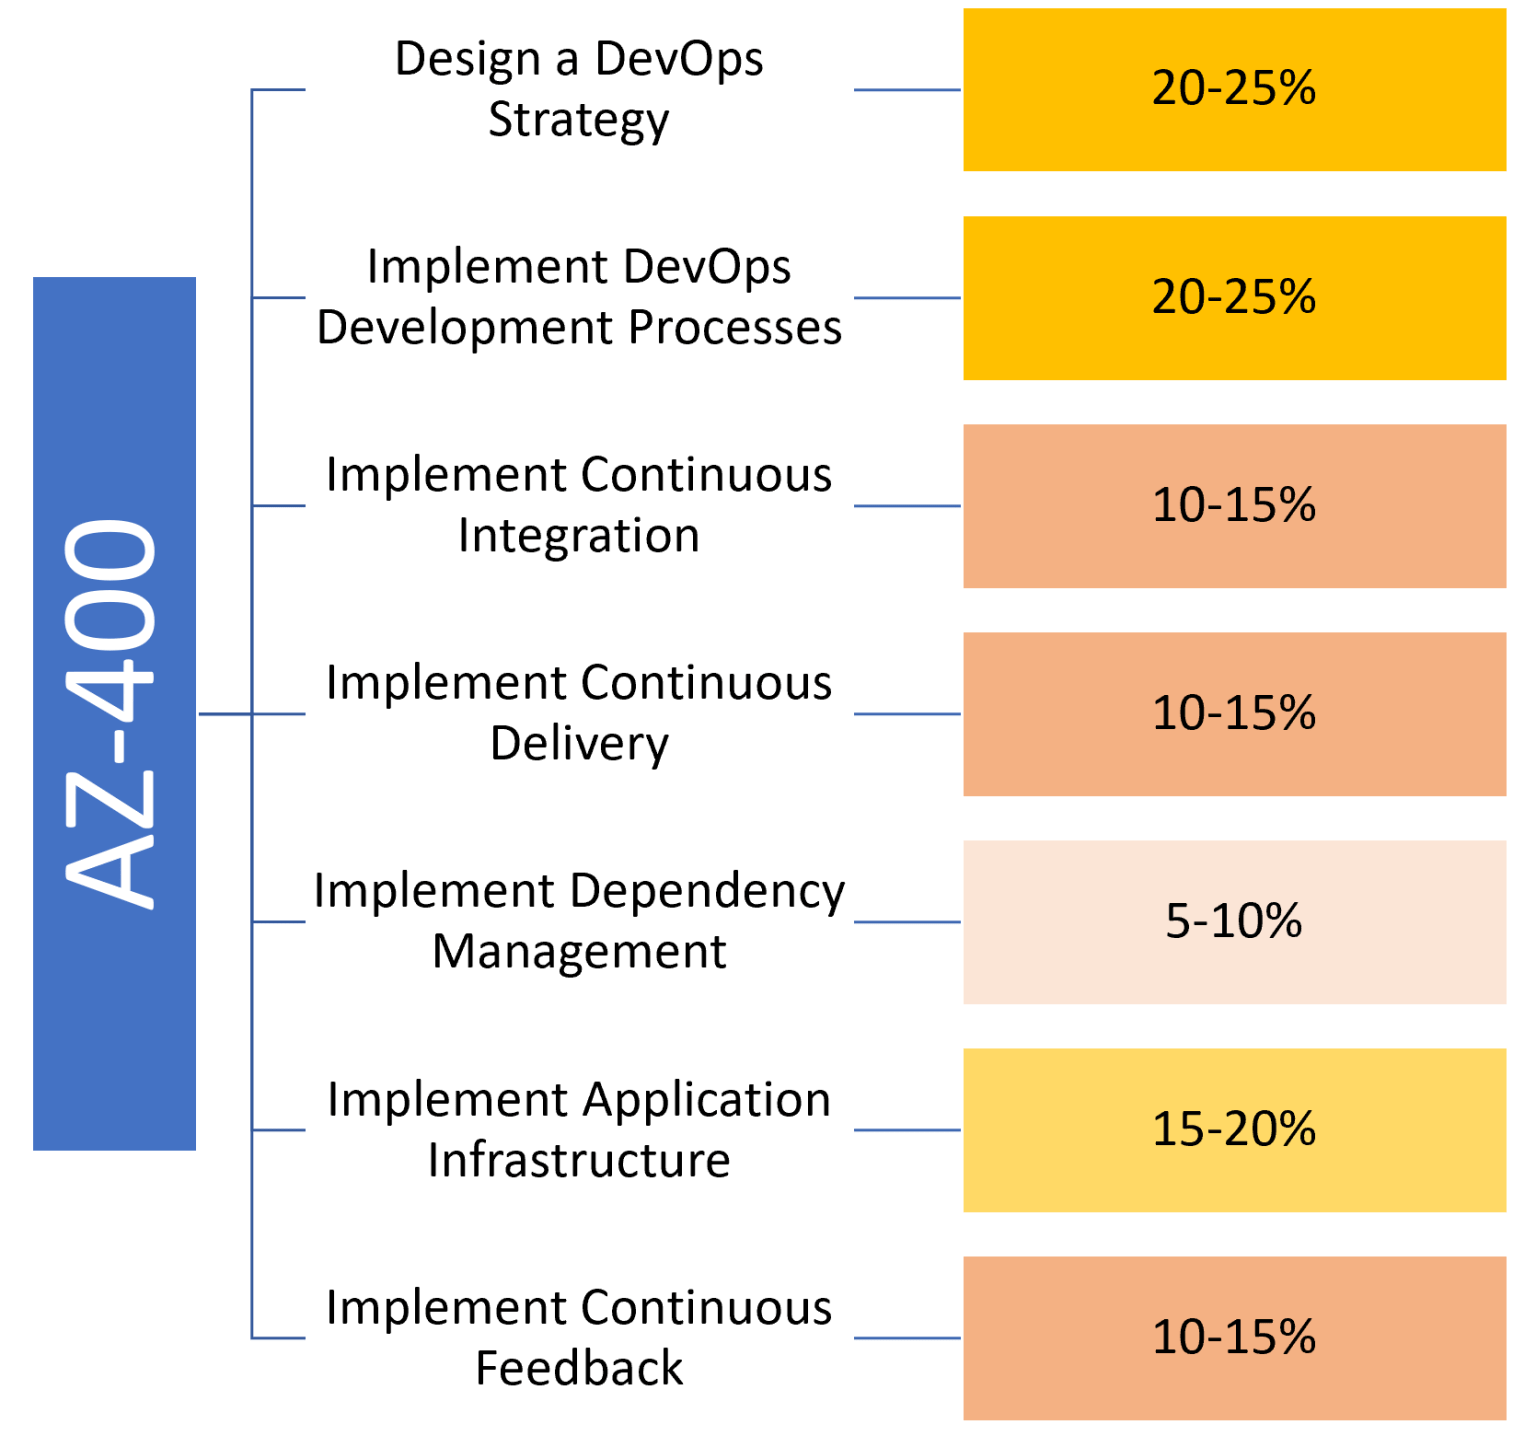 AZ-400
Design a DevOps
Strategy
20-25%
Implement DevOps
Development Processes
20-25%
Implement Continuous
Integration
10-15%
Implement Continuous
Delivery
10-15%
Implement Dependency
Management
5-10%
Implement Application
Infrastructure
15-20%
Implement Continuous
Feedback
10-15%